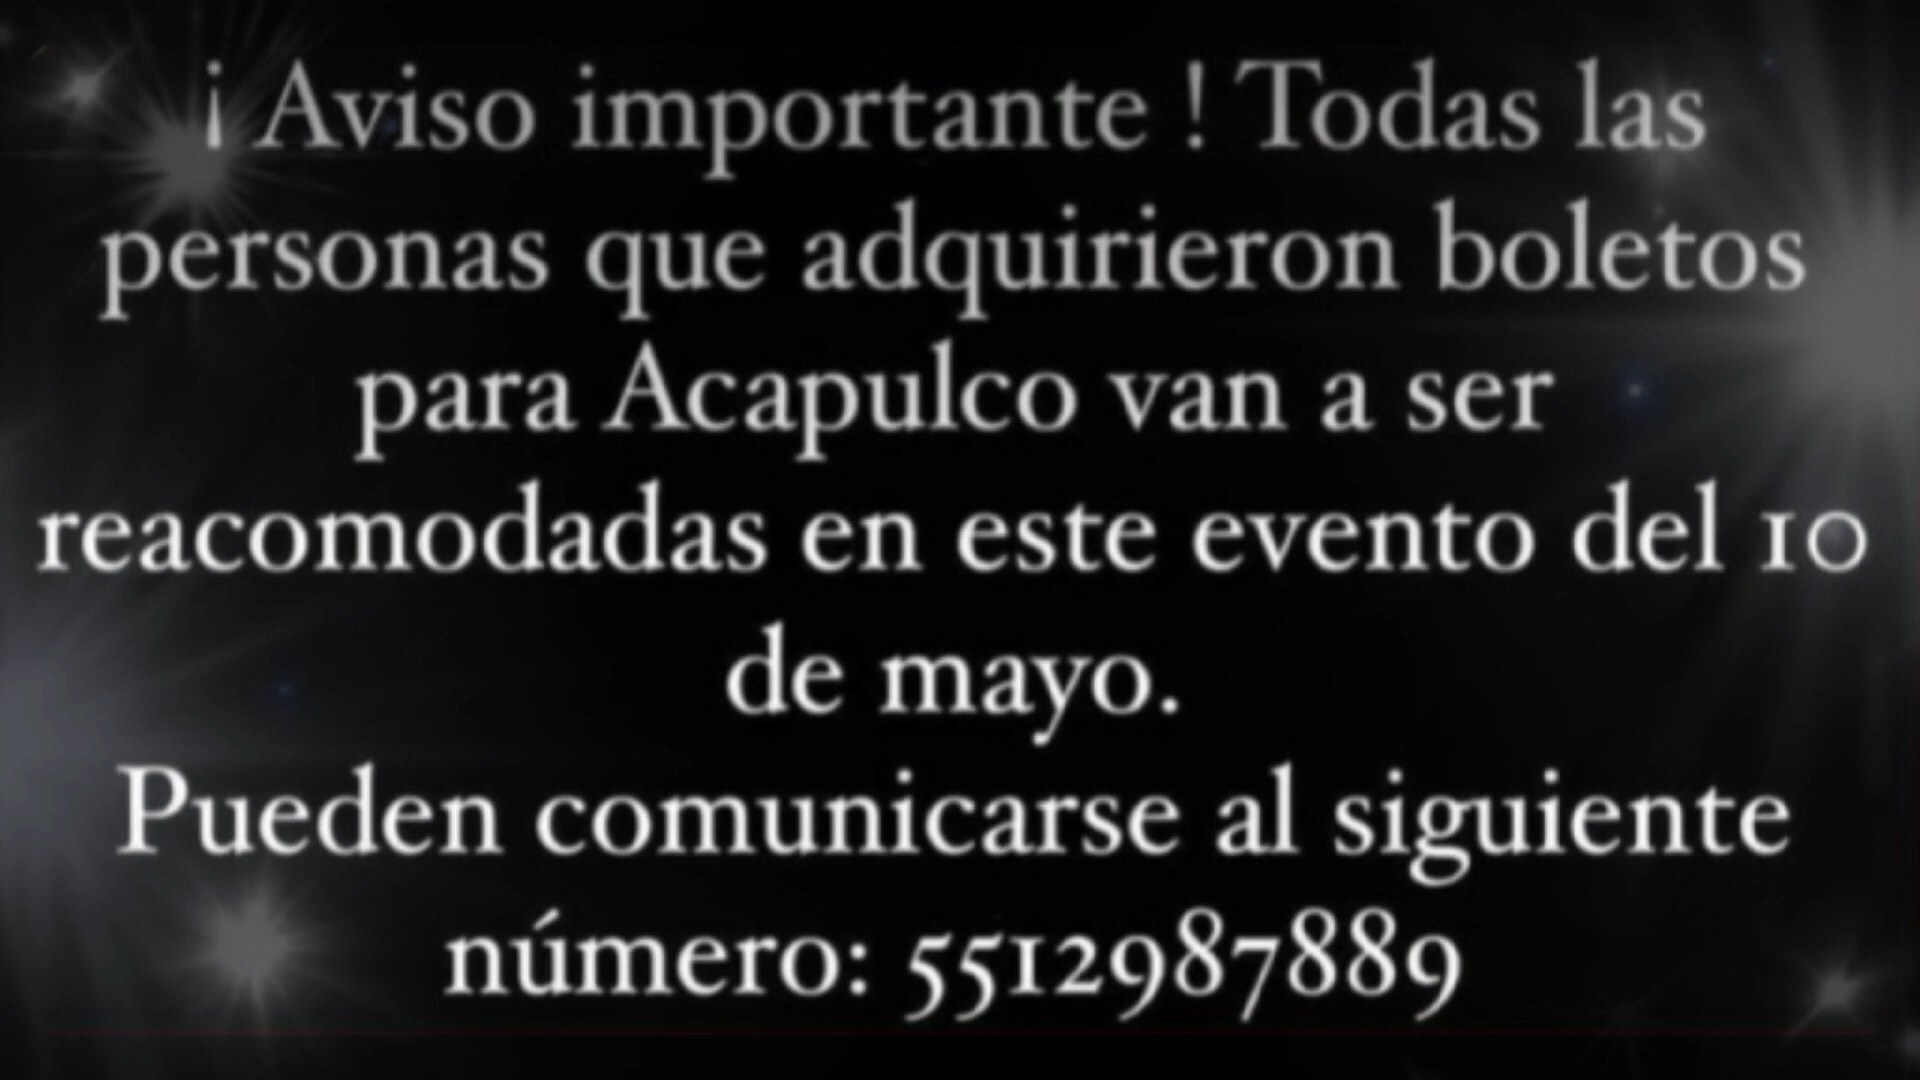 ¡ Aviso importante ! Todas las
personas que adquirieron boletos
para Acapulco van a ser
reacomodadas en este evento del 10
de mayo.
Pueden comunicarse al siguiente
número: 5512987889